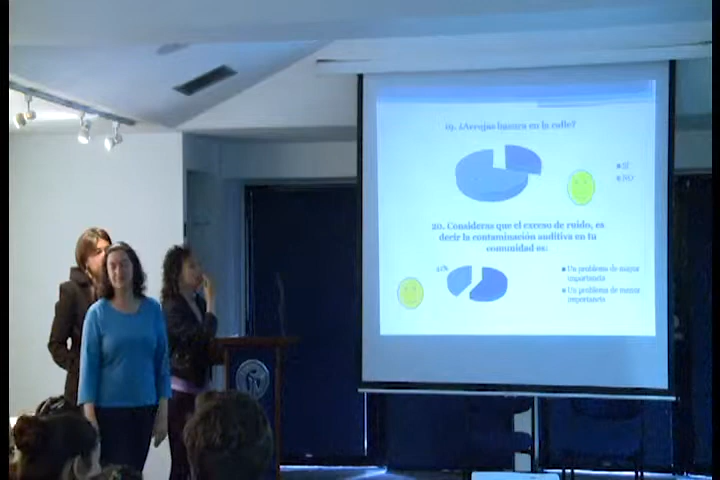 19. ¿Arrojas basura en la calle?
SI
NO
20. Consideras que el exceso de ruido, es
decir la contaminación auditiva en tu
comunidad es:
Un problema de mayor
importancia
Un problema de menor
importancia